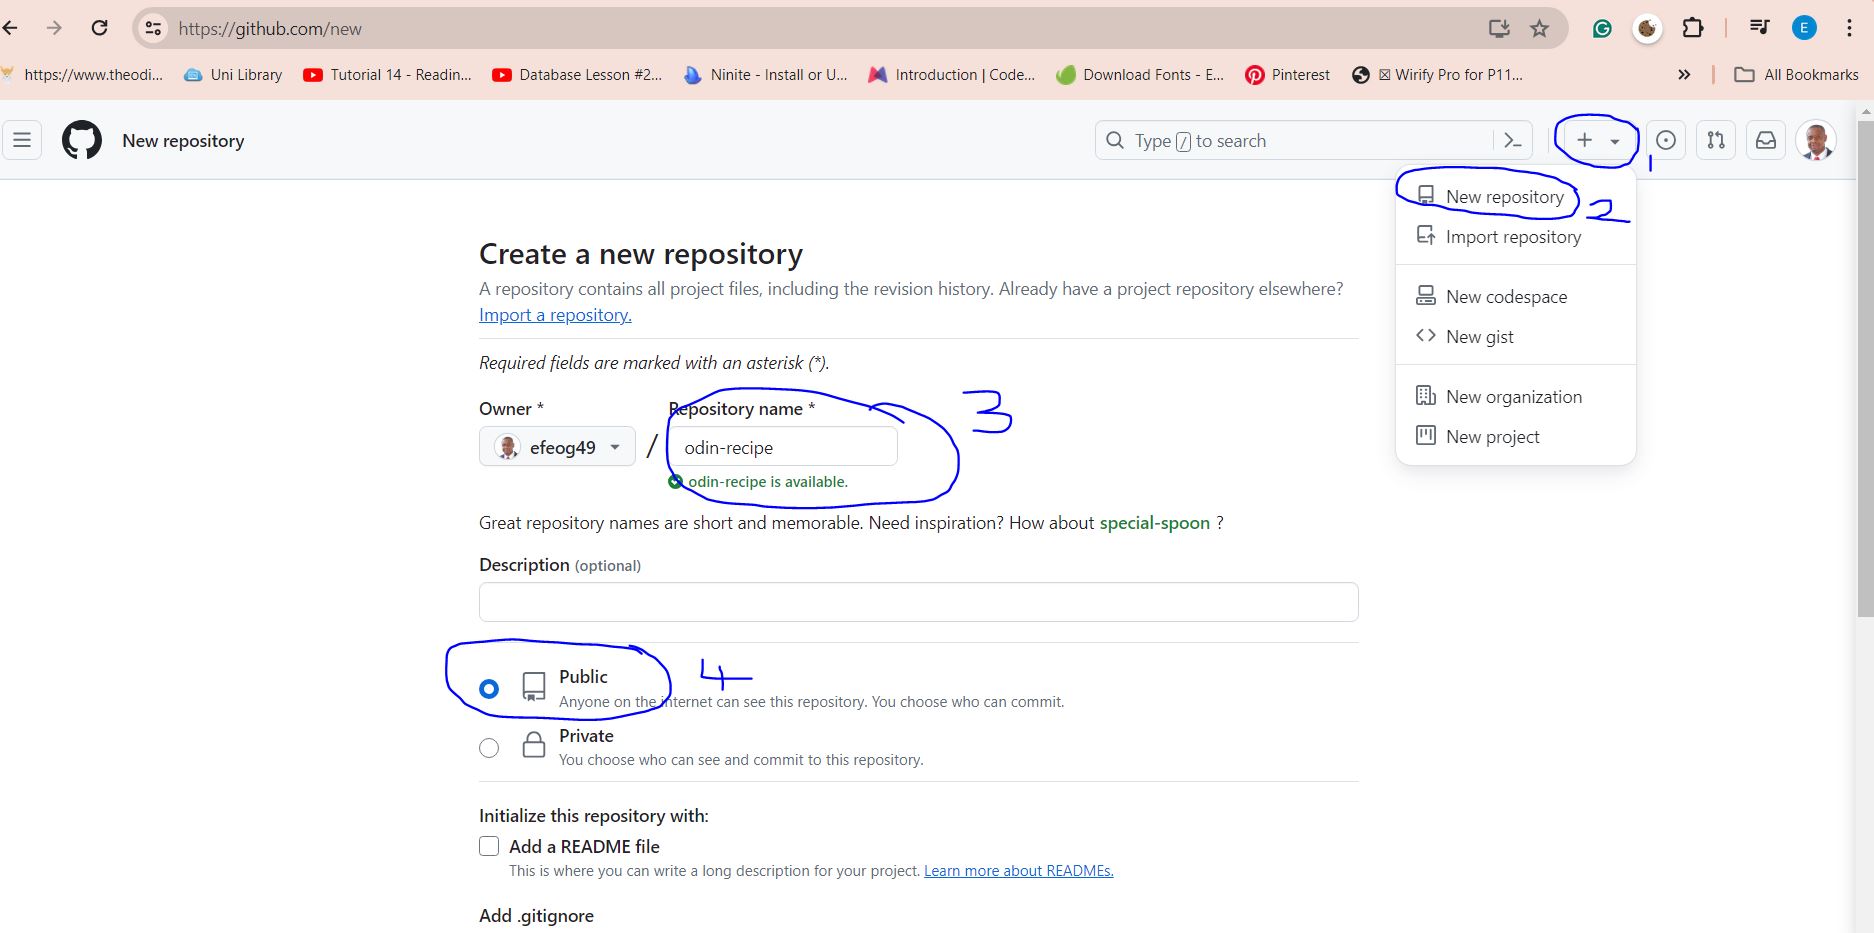 https://github.com/new
E
https://www.theodi...
Uni Library
Tutorial 14 - Readin...
Database Lesson #2...
Ninite - Install or U...
Introduction | Code...
Download Fonts - E...
Pinterest
Wirify Pro for P11...
»
All Bookmarks
New repository
Type / to search
1
New repository
2
Import repository
New codespace
New gist
New organization
New project
Create a new repository
A repository contains all project files, including the revision history. Already have a project repository elsewhere?
Import a repository.
Required fields are marked with an asterisk (*).
Owner *
Repository name *
3
efeog49
/
odin-recipe
odin-recipe is available.
Great repository names are short and memorable. Need inspiration? How about special-spoon ?
Description (optional)
Public
4
Anyone on the internet can see this repository. You choose who can commit.
Private
You choose who can see and commit to this repository.
Initialize this repository with:
Add a README file
This is where you can write a long description for your project. Learn more about READMEs.
Add .gitignore